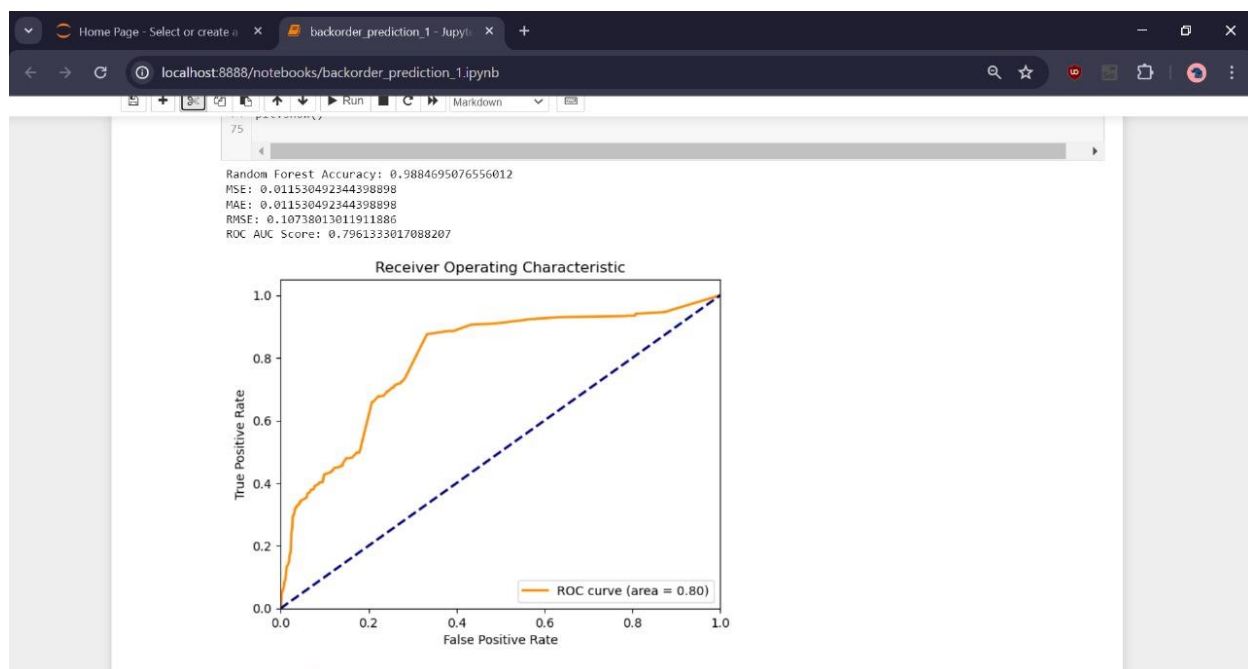 Home Page - Select or create a
backorder_prediction_1 - Jupyte
localhost:8888/notebooks/backorder_prediction_1.ipynb
Run
Markdown
75
Random Forest Accuracy: 0.9884695076556012
MSE: 0.011530492344398898
MAE: 0.011530492344398898
RMSE: 0.10738013011911886
ROC AUC Score: 0.7961333017088207
Receiver Operating Characteristic
True Positive Rate
1.0
0.8
0.6
0.4
0.2
0.0
ROC curve (area = 0.80)
0.0 0.2 0.4 0.6 0.8 1.0
False Positive Rate